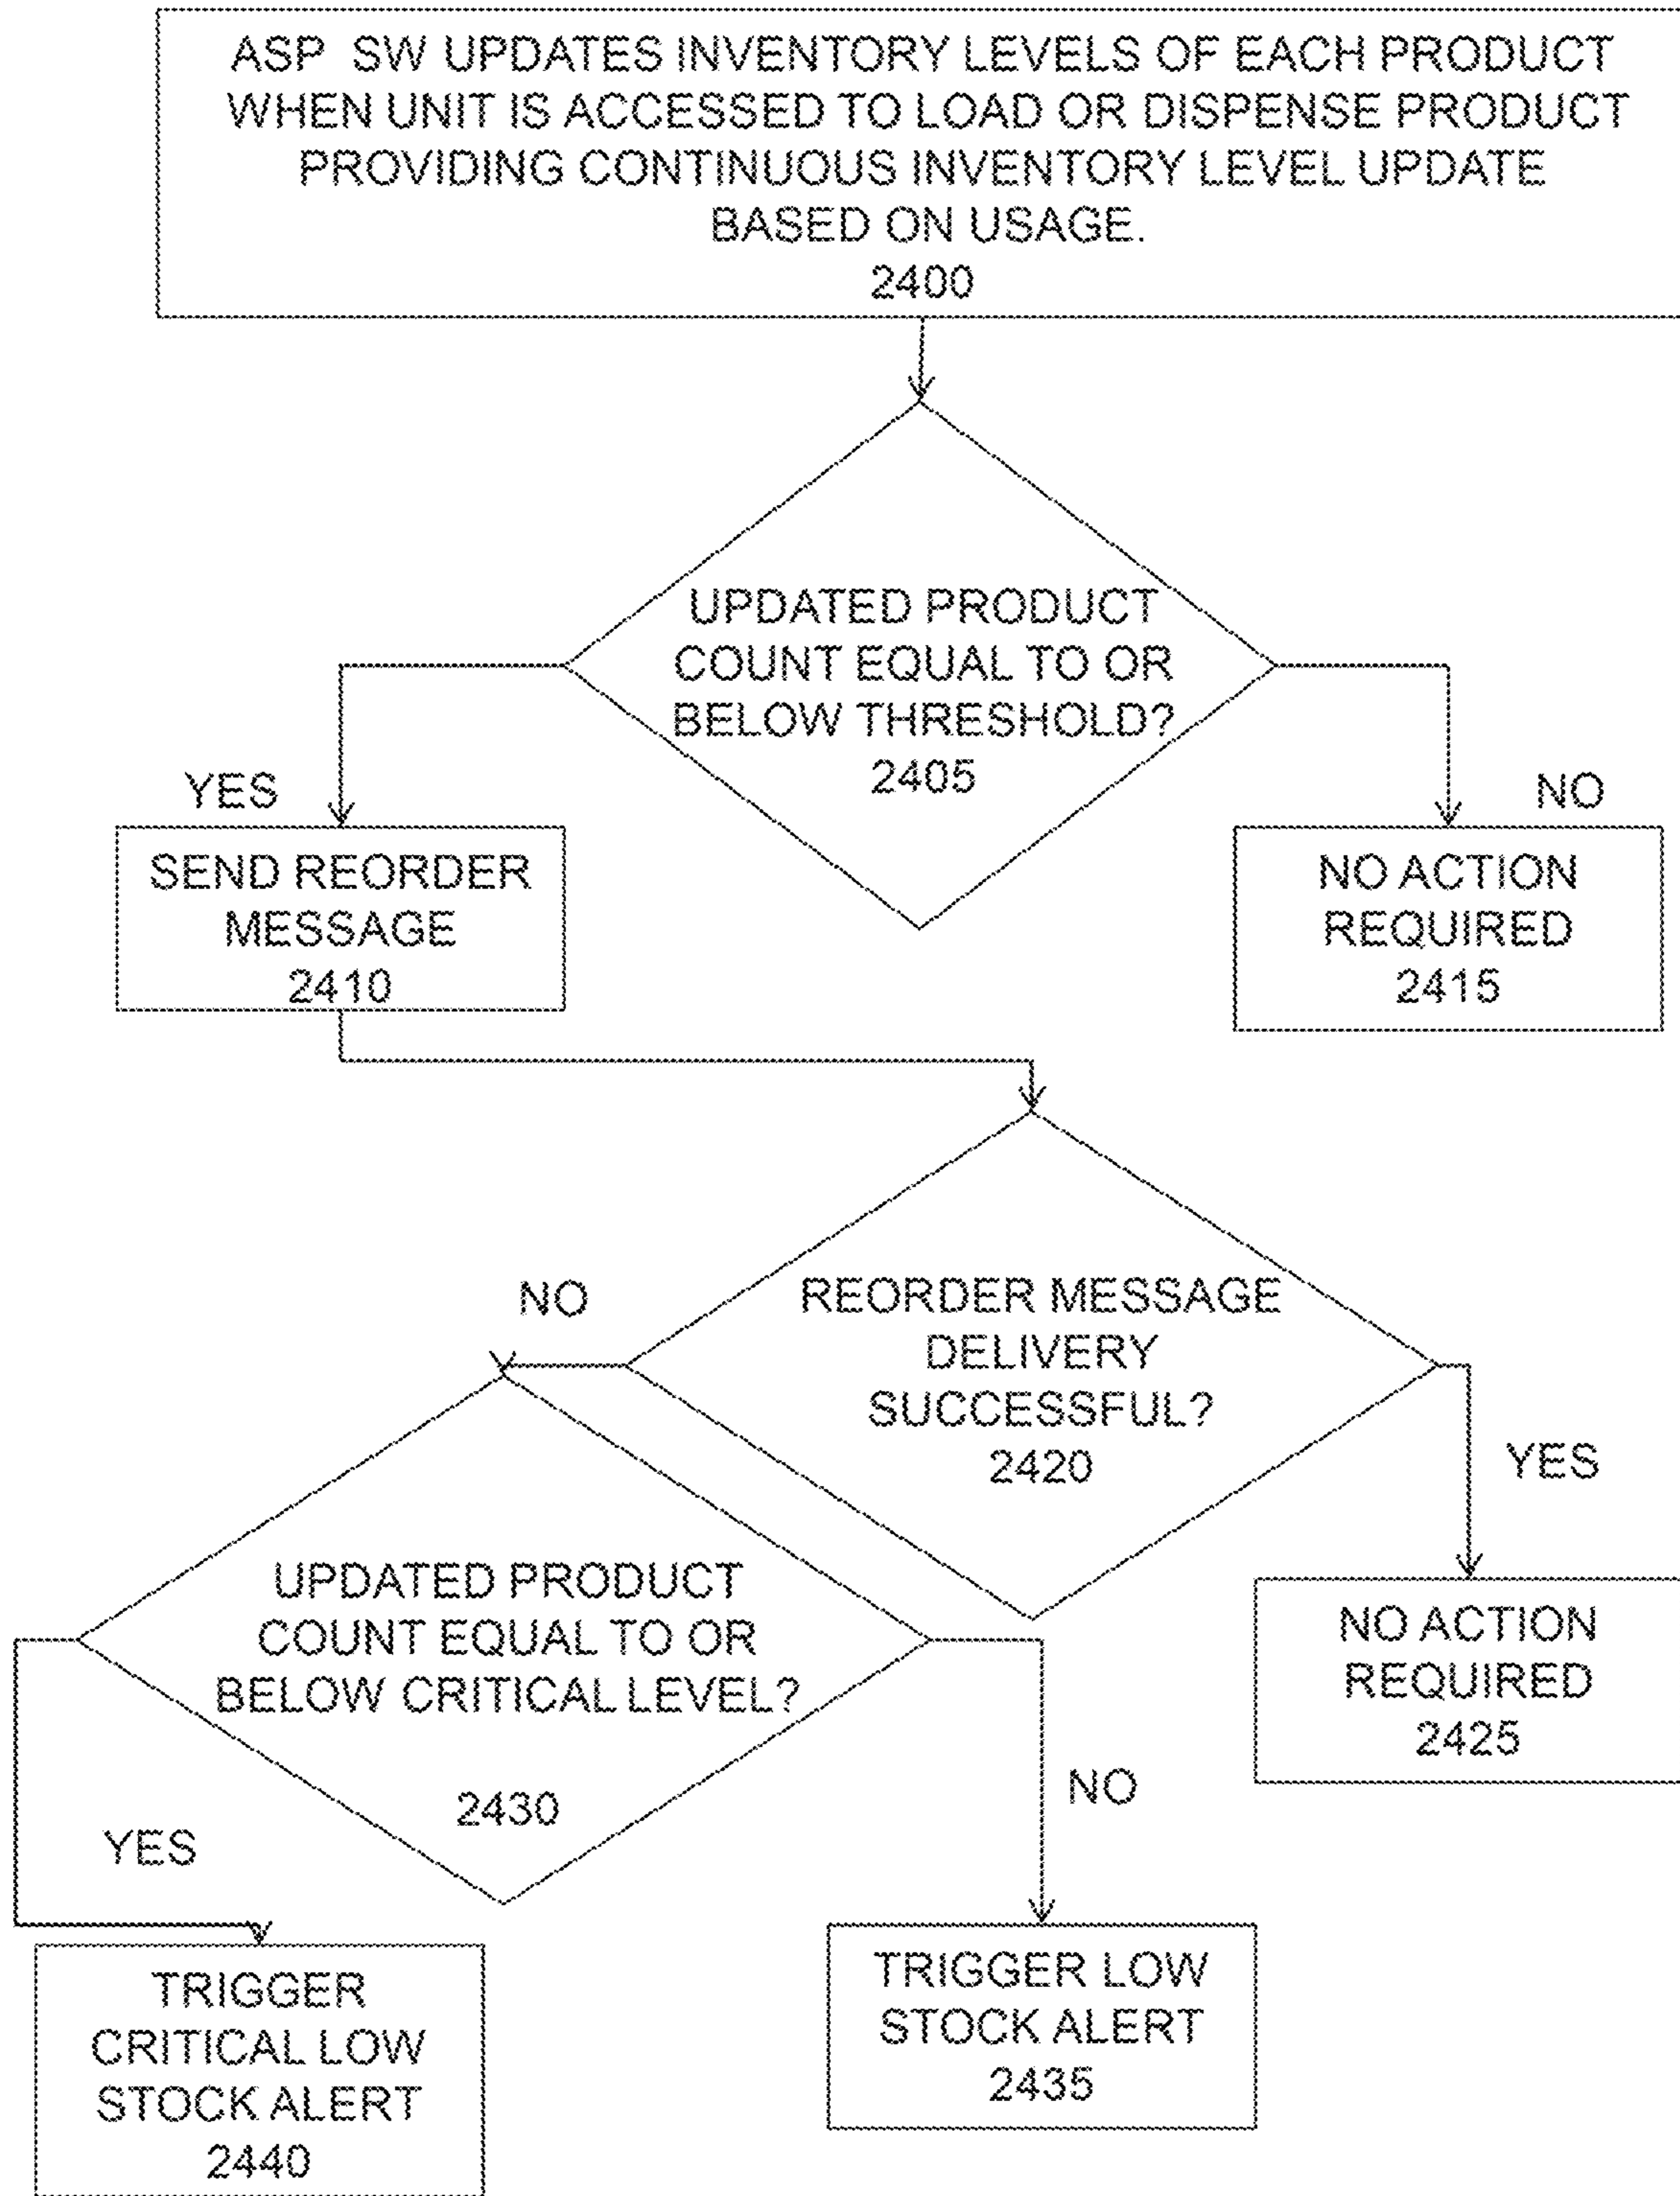 ASP SW UPDATES INVENTORY LEVELS OF EACH PRODUCT
WHEN UNIT IS ACCESSED TO LOAD OR DISPENSE PRODUCT
PROVIDING CONTINUOUS INVENTORY LEVEL UPDATE
BASED ON USAGE.
2400
UPDATED PRODUCT
COUNT EQUAL TO OR
BELOW THRESHOLD?
2405
YES
NO
SEND REORDER
MESSAGE
2410
NO ACTION
REQUIRED
2415
REORDER MESSAGE
DELIVERY
SUCCESSFUL?
2420
NO
YES
UPDATED PRODUCT
COUNT EQUAL TO OR
BELOW CRITICAL LEVEL?
2430
NO ACTION
REQUIRED
2425
YES
NO
TRIGGER
CRITICAL LOW
STOCK ALERT
2440
TRIGGER LOW
STOCK ALERT
2435